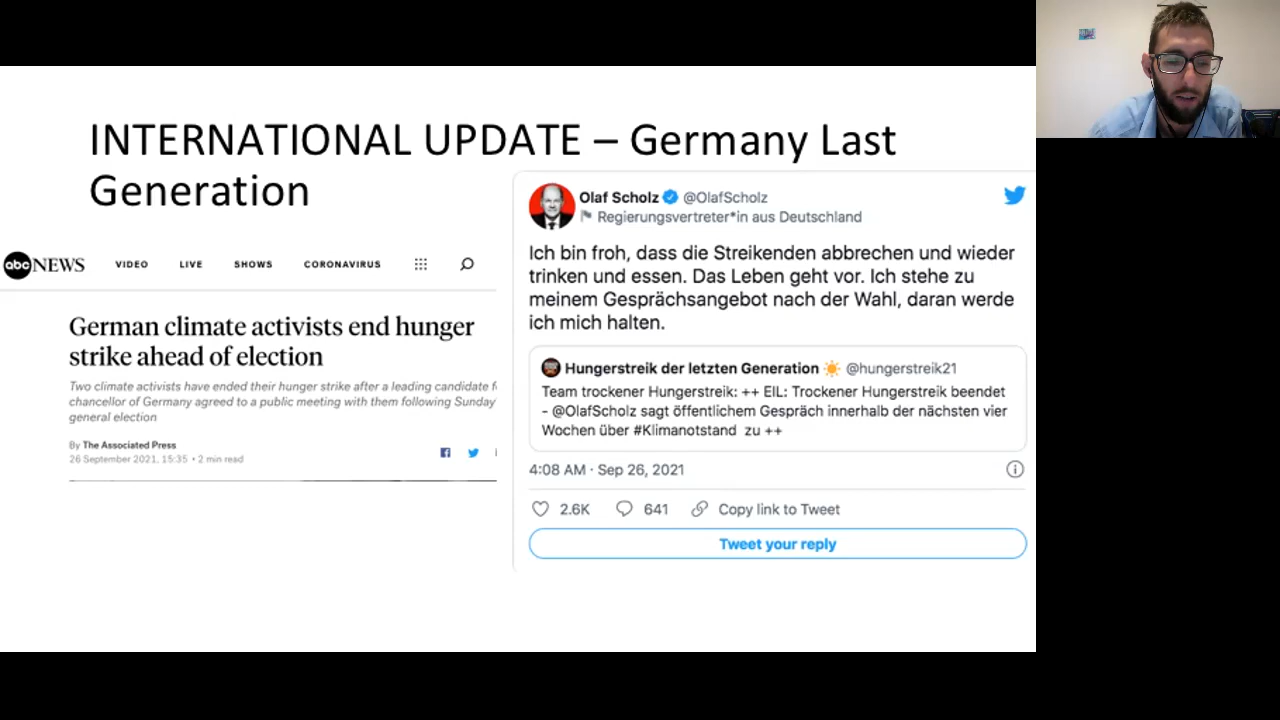 INTERNATIONAL UPDATE – Germany Last
Generation
abc NEWS VIDEO LIVE SHOWS CORONAVIRUS
German climate activists end hunger
strike ahead of election
Two climate activists have ended their hunger strike after a leading candidate f
chancellor of Germany agreed to a public meeting with them following Sunday'
general election
By The Associated Press
26 September 2021, 15:35 • 2 min read
Olaf Scholz @OlafScholz
Regierungsvertreter*in aus Deutschland
Ich bin froh, dass die Streikenden abbrechen und wieder
trinken und essen. Das Leben geht vor. Ich stehe zu
meinem Gesprächsangebot nach der Wahl, daran werde
ich mich halten.
Hungerstreik der letzten Generation @hungerstreik21
Team trockener Hungerstreik: ++ EIL: Trockener Hungerstreik beendet
- @OlafScholz sagt öffentlichem Gespräch innerhalb der nächsten vier
Wochen über #Klimanotstand zu ++
4:08 AM · Sep 26, 2021
2.6K 641 Copy link to Tweet
Tweet your reply